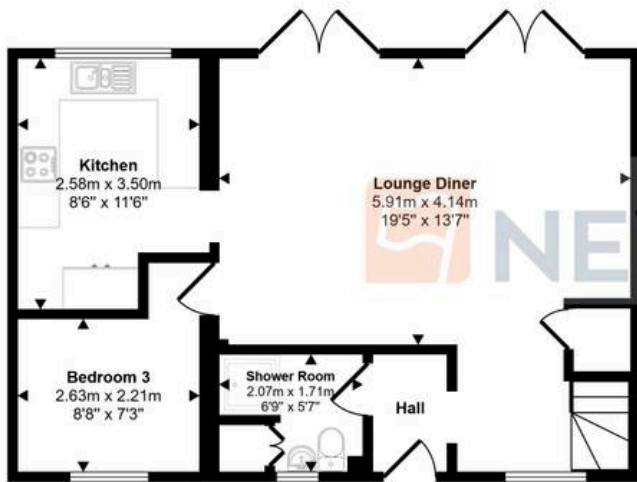 Kitchen
2.58m x 3.50m
8'6" x 11'6"
Lounge Diner
5.91m x 4.14m
19'5" x 13'7"
NE
Bedroom 3
2.63m x 2.21m
8'8" x 7'3"
Shower Room
2.07m x 1.71m
6'9" x 5'7"
Hall